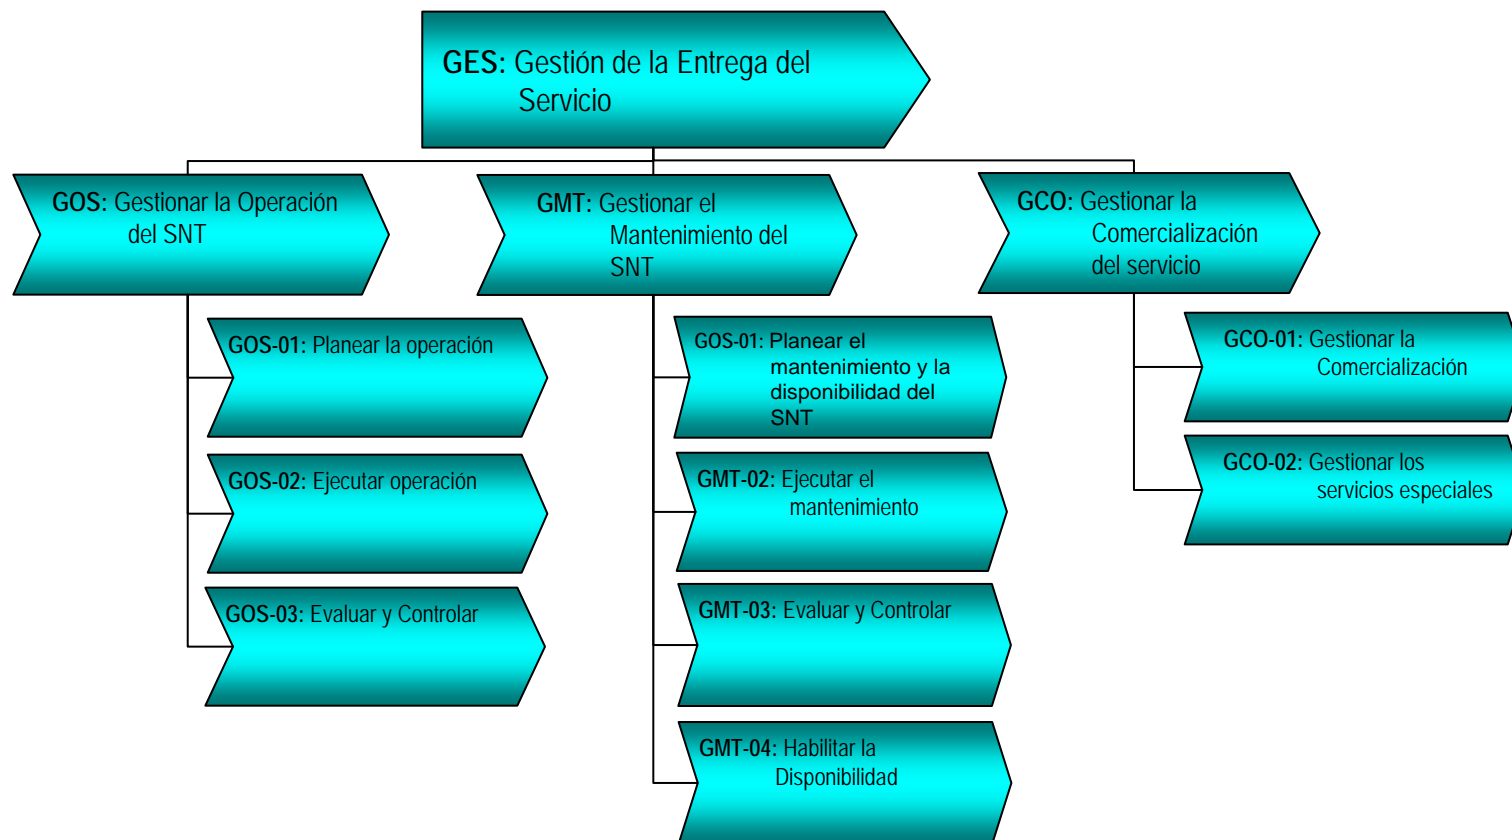 GES: Gestión de la Entrega del
Servicio
GOS: Gestionar la Operación
del SNT
GMT: Gestionar el
Mantenimiento del
SNT
GCO: Gestionar la
Comercialización
del servicio
GOS-01: Planear la operación
GOS-02: Ejecutar operación
GOS-03: Evaluar y Controlar
GOS-01: Planear el
mantenimiento y la
disponibilidad del
SNT
GMT-02: Ejecutar el
mantenimiento
GMT-03: Evaluar y Controlar
GMT-04: Habilitar la
Disponibilidad
GCO-01: Gestionar la
Comercialización
GCO-02: Gestionar los
servicios especiales